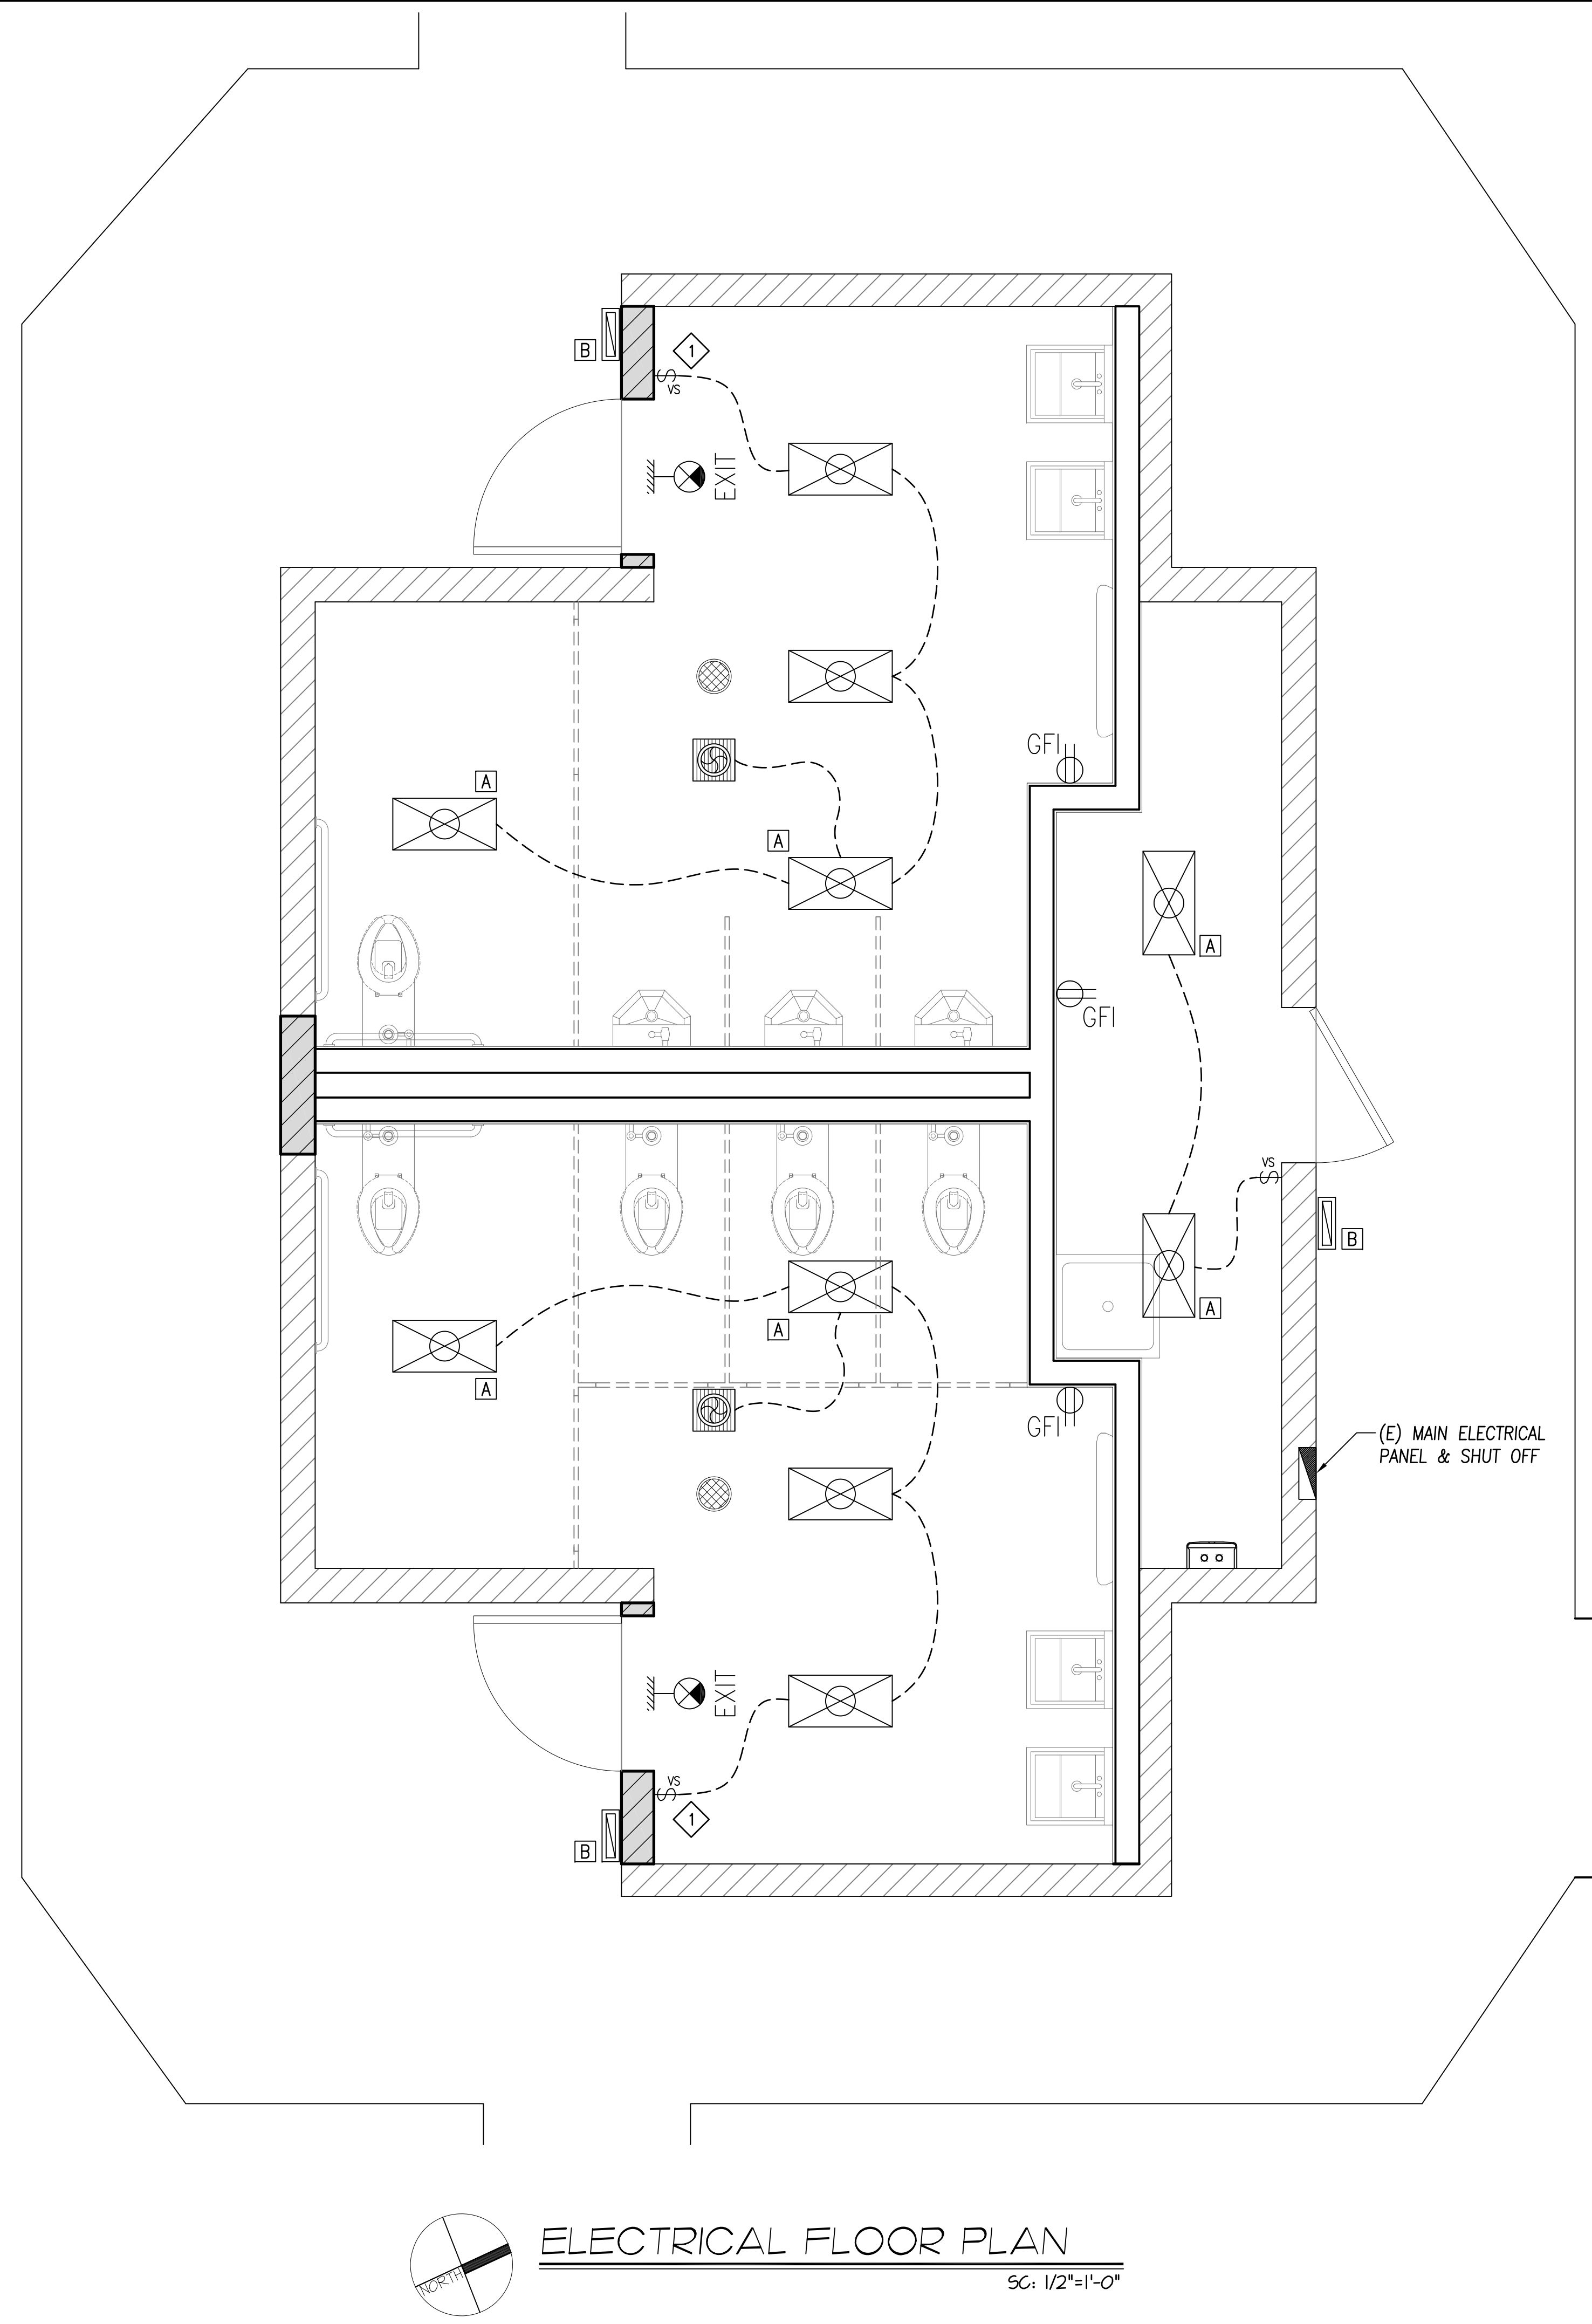 B
1
VS
EXIT
GFI
A
A
A
GFI
VS
B
A
A
A
GFI
(E) MAIN ELECTRICAL
PANEL & SHUT OFF
EXIT
VS
1
B
NORTH
ELECTRICAL FLOOR PLAN
SC: 1/2"=1'-0"